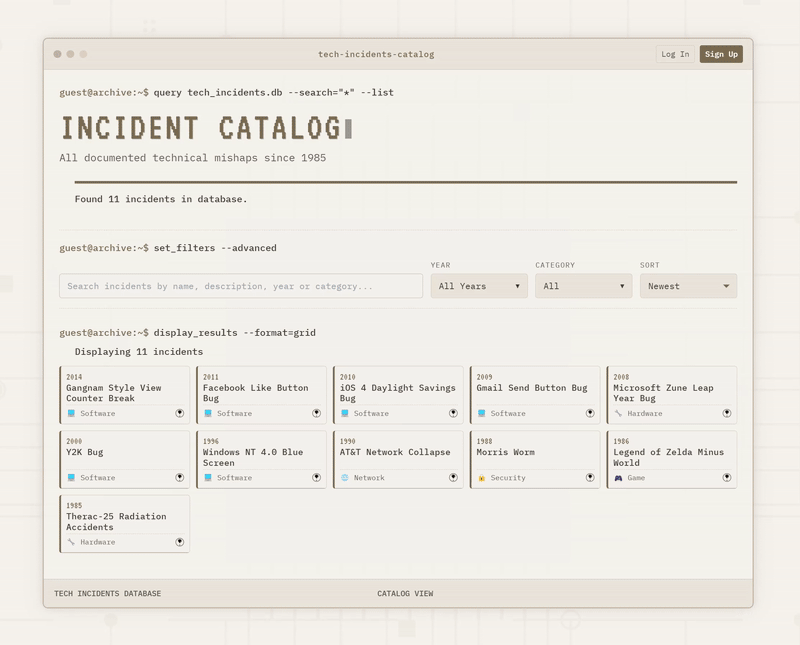 tech-incidents-catalog
Log In
Sign Up
guest@archive:~$ query tech_incidents.db --search="*" --list
INCIDENT CATALOG
All documented technical mishaps since 1985
Found 11 incidents in database.
guest@archive:~$ set_filters --advanced
YEAR
CATEGORY
SORT
Search incidents by name, description, year or category...
All Years
All
Newest
guest@archive:~$ display_results --format=grid
Displaying 11 incidents
2014
Gangnam Style View
Counter Break
Software
2011
Facebook Like Button
Bug
Software
2010
iOS 4 Daylight Savings
Bug
Software
2009
Gmail Send Button Bug
Software
2008
Microsoft Zune Leap
Year Bug
Hardware
2000
Y2K Bug
Software
1996
Windows NT 4.0 Blue
Screen
Software
1990
AT&T Network Collapse
Network
1988
Morris Worm
Security
1986
Legend of Zelda Minus
World
Game
1985
Therac-25 Radiation
Accidents
Hardware
TECH INCIDENTS DATABASE
CATALOG VIEW